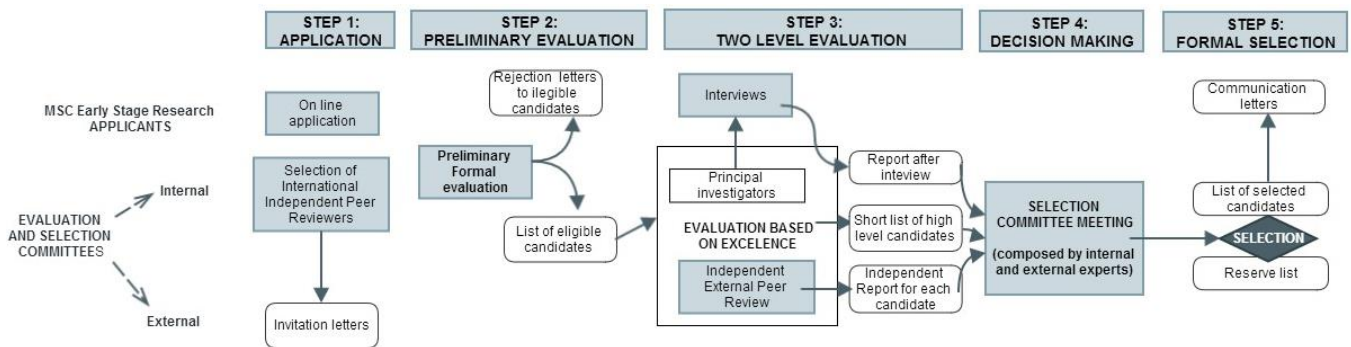 STEP 1:
APPLICATION
STEP 2:
PRELIMINARY EVALUATION
STEP 3:
TWO LEVEL EVALUATION
STEP 4:
DECISION MAKING
STEP 5:
FORMAL SELECTION
MSC Early Stage Research
APPLICANTS
On line
application
Rejection letters
to ilegible
candidates
Interviews
Communication
letters
Internal
EVALUATION
AND SELECTION
COMMITTEES
External
Selection of
International
Independent Peer
Reviewers
Invitation letters
Preliminary
Formal
evaluation
List of eligible
candidates
Principal
investigators
EVALUATION BASED
ON EXCELENCE
Independent
External Peer
Review
Report after
inteview
Short list of high
level candidates
Independent
Report for each
candidate
SELECTION
COMMITTEE MEETING
(composed by internal
and external experts)
List of selected
candidates
SELECTION
Reserve list